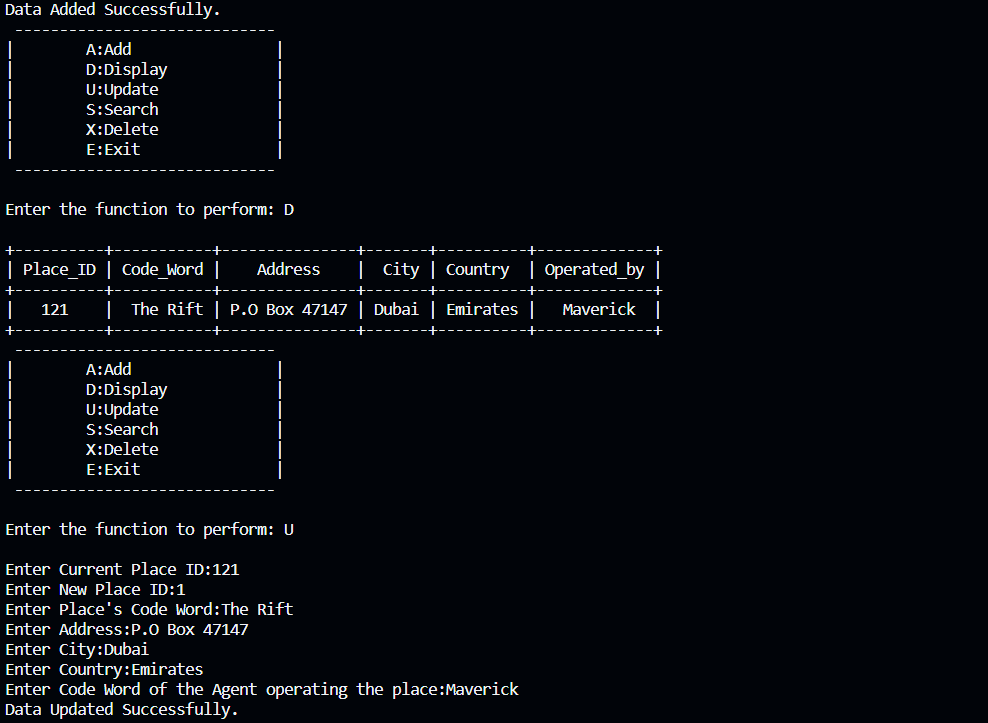 Data Added Successfully.
 -----------------------------
|        A:Add                |
|        D:Display            |
|        U:Update             |
|        S:Search             |
|        X:Delete             |
|        E:Exit               |
 -----------------------------
Enter the function to perform: D
+----------+-----------+---------------+-------+----------+-------------+
| Place_ID | Code_Word |    Address    |  City | Country  | Operated_by |
+----------+-----------+---------------+-------+----------+-------------+
|   121    |  The Rift | P.O Box 47147 | Dubai | Emirates |   Maverick  |
+----------+-----------+---------------+-------+----------+-------------+
 -----------------------------
|        A:Add                |
|        D:Display            |
|        U:Update             |
|        S:Search             |
|        X:Delete             |
|        E:Exit               |
 -----------------------------
Enter the function to perform: U
Enter Current Place ID:121
Enter New Place ID:1
Enter Place's Code Word:The Rift
Enter Address:P.O Box 47147
Enter City:Dubai
Enter Country:Emirates
Enter Code Word of the Agent operating the place:Maverick
Data Updated Successfully.